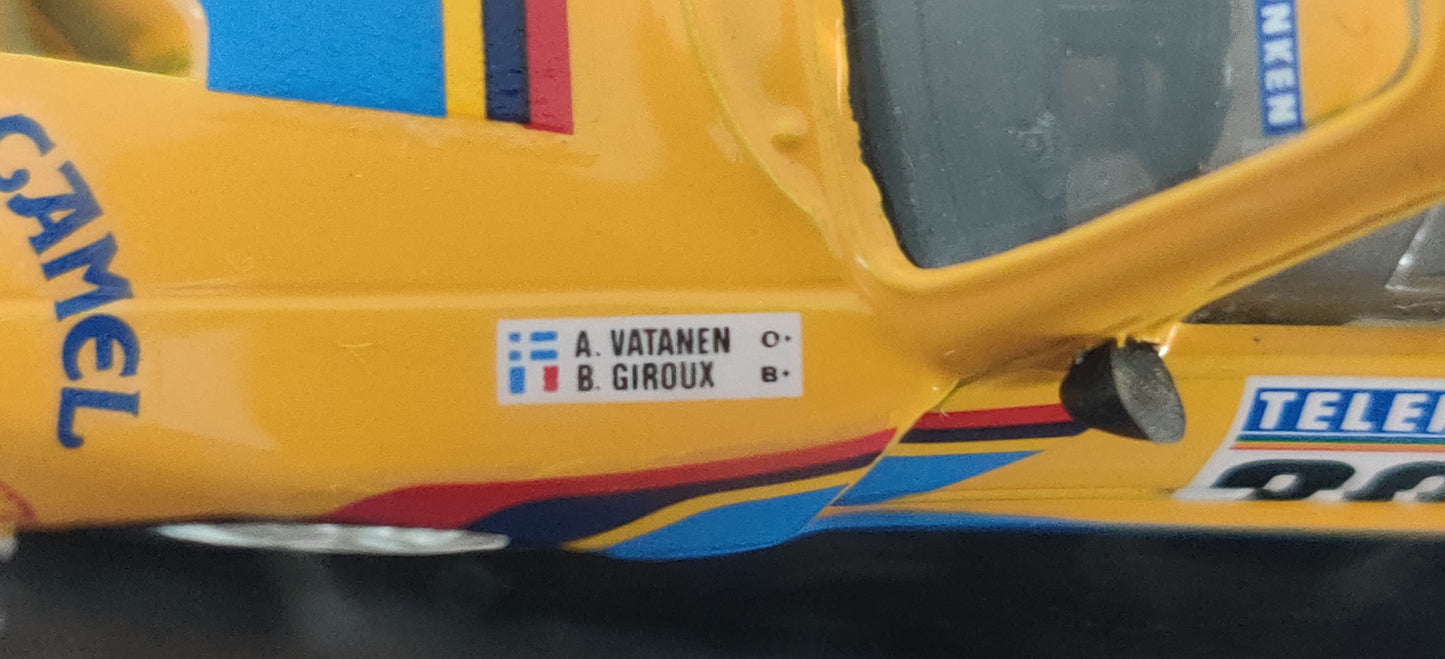 NKEN
CAMEL
A. VATANEN O+
B. GIROUX B+
TELE